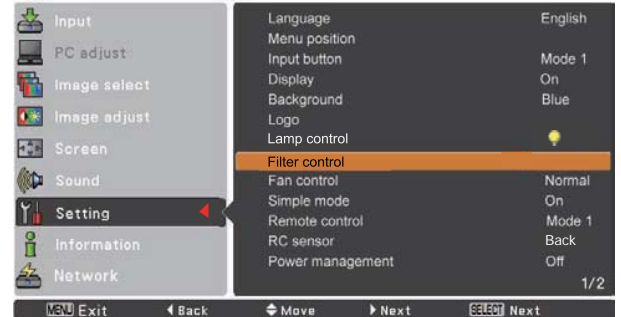 Input
PC adjust
Image select
Image adjust
Screen
Sound
Setting
Information
Network
Language English
Menu position
Input button Mode 1
Display On
Background Blue
Logo
Lamp control
Filter control
Fan control Normal
Simple mode On
Remote control Mode 1
RC sensor Back
Power management Off
1/2
MENU Exit Back Move Next SELECT Next